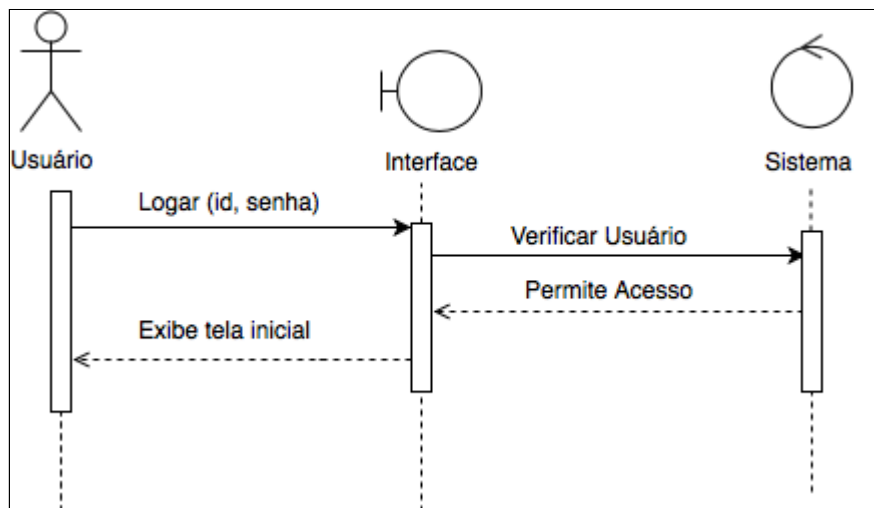 Usuário
Interface
Sistema
Logar (id, senha)
Verificar Usuário
Permite Acesso
Exibe tela inicial